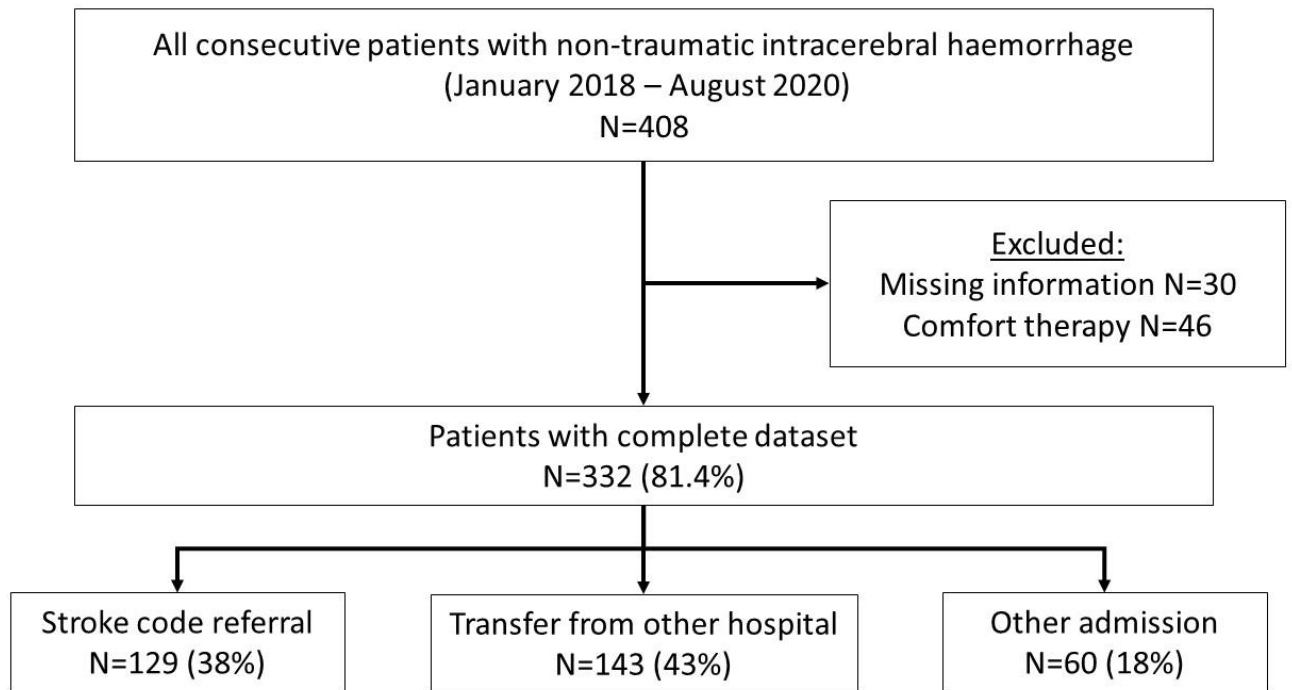 All consecutive patients with non-traumatic intracerebral haemorrhage
(January 2018 – August 2020)
N=408
Excluded:
Missing information N=30
Comfort therapy N=46
Patients with complete dataset
N=332 (81.4%)
Stroke code referral
N=129 (38%)
Transfer from other hospital
N=143 (43%)
Other admission
N=60 (18%)